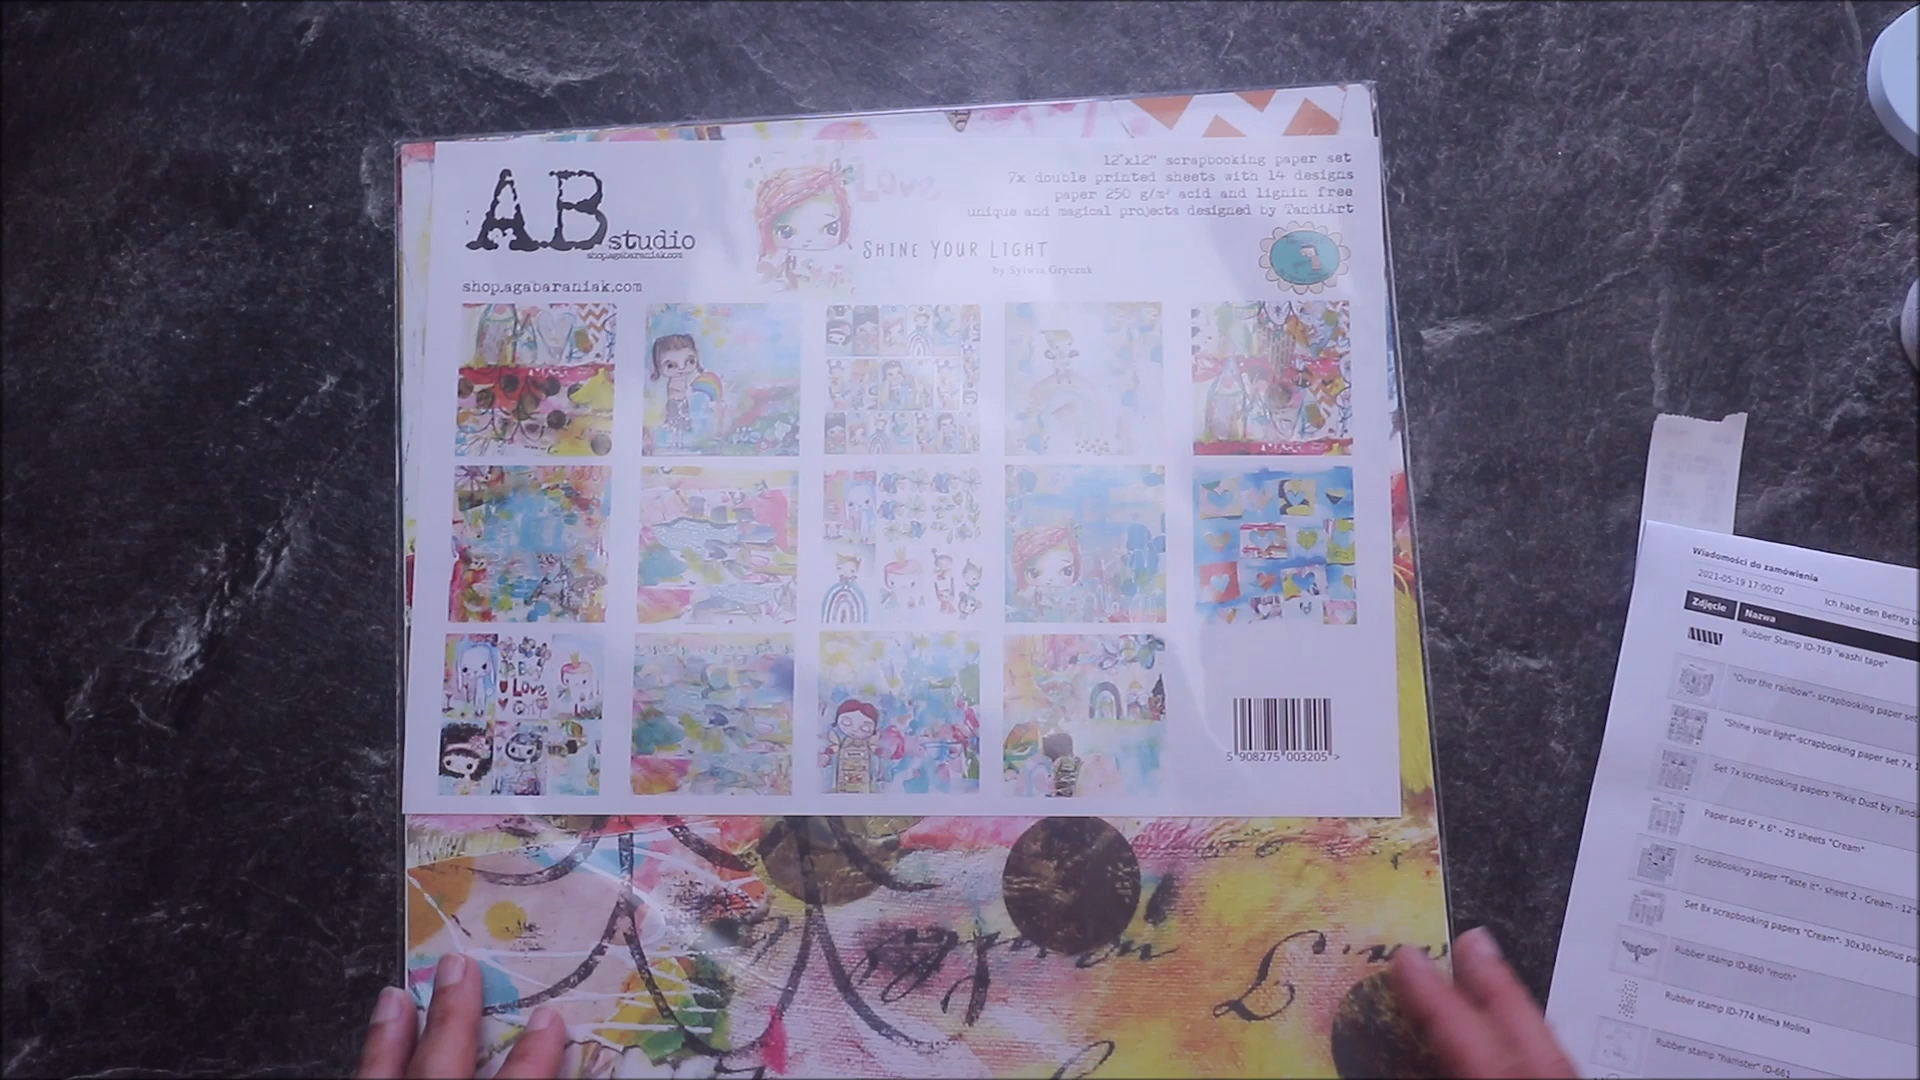 AB studio
shop.agabaraniak.com
shop.agabaraniak.com
Love
SHINE YOUR LIGHT
by Sylwia Gryczuk
12"x12" scrapbooking paper set
7x double printed sheets with 14 designs
paper 250 g/m² acid and lignin free
unique and magical projects designed by TandiArt
Boy
Love
Girl
5 908275 003205 >
Wiadomości do zamówienia
2021-05-19 17:00:02
Ich habe den Betrag
Zdjęcie Nazwa
Rubber Stamp ID-759 "washi tape"
"Over the rainbow"- scrapbooking paper set
"Shine your light"-scrapbooking paper set 7x
Set 7x scrapbooking papers "Pixie Dust by
Paper pad 6" x 6" - 25 sheets "Cream"
Scrapbooking paper "Taste it"- sheet 2 - Cream - 12"
Set 8x scrapbooking papers "Cream"- 30x30+bonus
Rubber stamp ID-880 "moth"
Rubber stamp ID-774 Mima Molina
Rubber stamp "hamster" ID-661